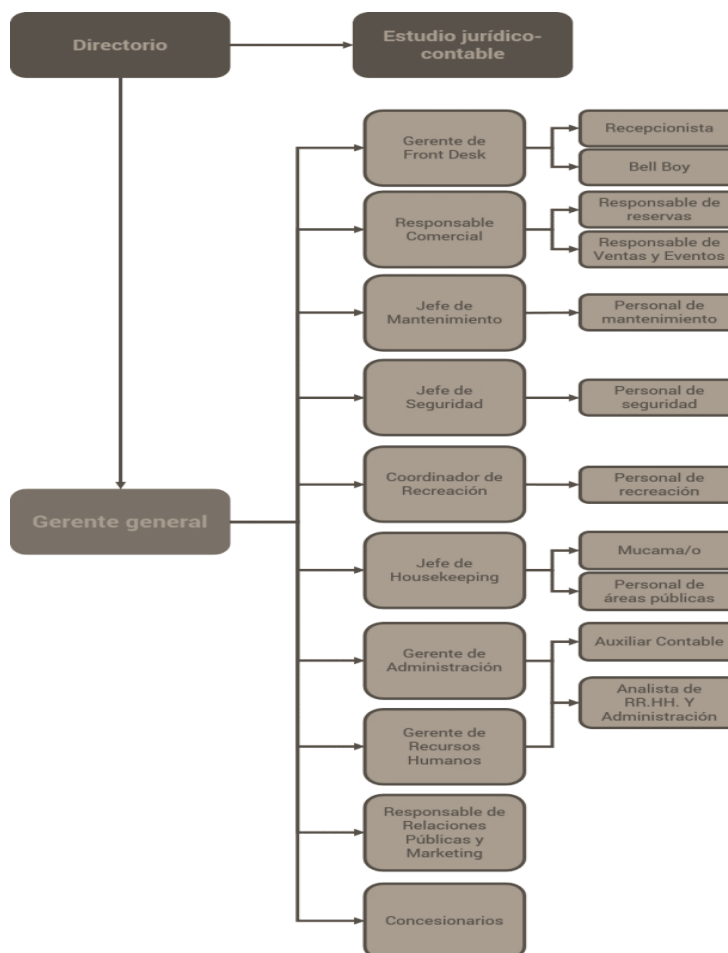 Directorio
Estudio jurídico-
contable
Gerente de
Front Desk
Recepcionista
Bell Boy
Responsable
Comercial
Responsable de
reservas
Responsable de
Ventas y Eventos
Jefe de
Mantenimiento
Personal de
mantenimiento
Jefe de
Seguridad
Personal de
seguridad
Gerente general
Coordinador de
Recreación
Personal de
recreación
Jefe de
Housekeeping
Mucama/o
Personal de
áreas públicas
Gerente de
Administración
Auxiliar Contable
Gerente de
Recursos
Humanos
Analista de
RR.HH. Y
Administración
Responsable de
Relaciones
Públicas y
Marketing
Concesionarios